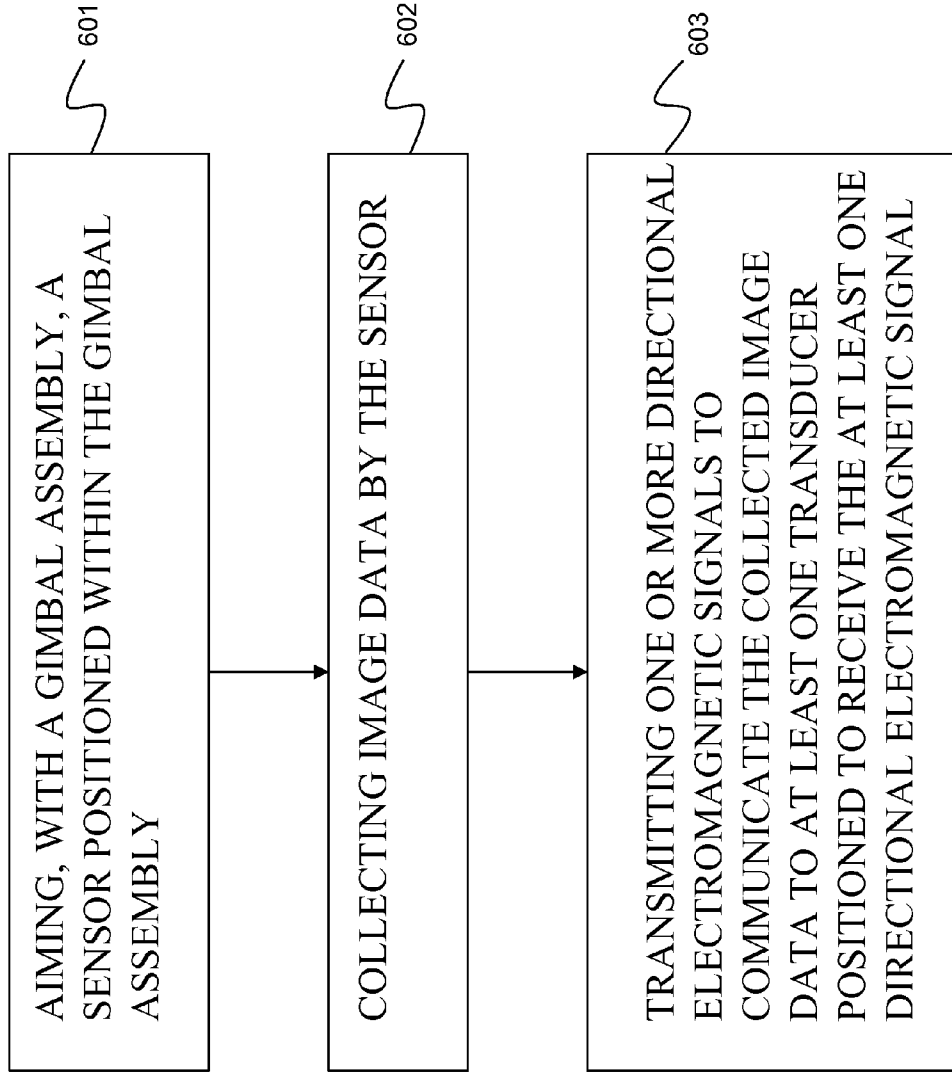 AIMING, WITH A GIMBAL ASSEMBLY, A
SENSOR POSITIONED WITHIN THE GIMBAL
ASSEMBLY
601
COLLECTING IMAGE DATA BY THE SENSOR
602
TRANSMITTING ONE OR MORE DIRECTIONAL
ELECTROMAGNETIC SIGNALS TO
COMMUNICATE THE COLLECTED IMAGE
DATA TO AT LEAST ONE TRANSDUCER
POSITIONED TO RECEIVE THE AT LEAST ONE
DIRECTIONAL ELECTROMAGNETIC SIGNAL
603